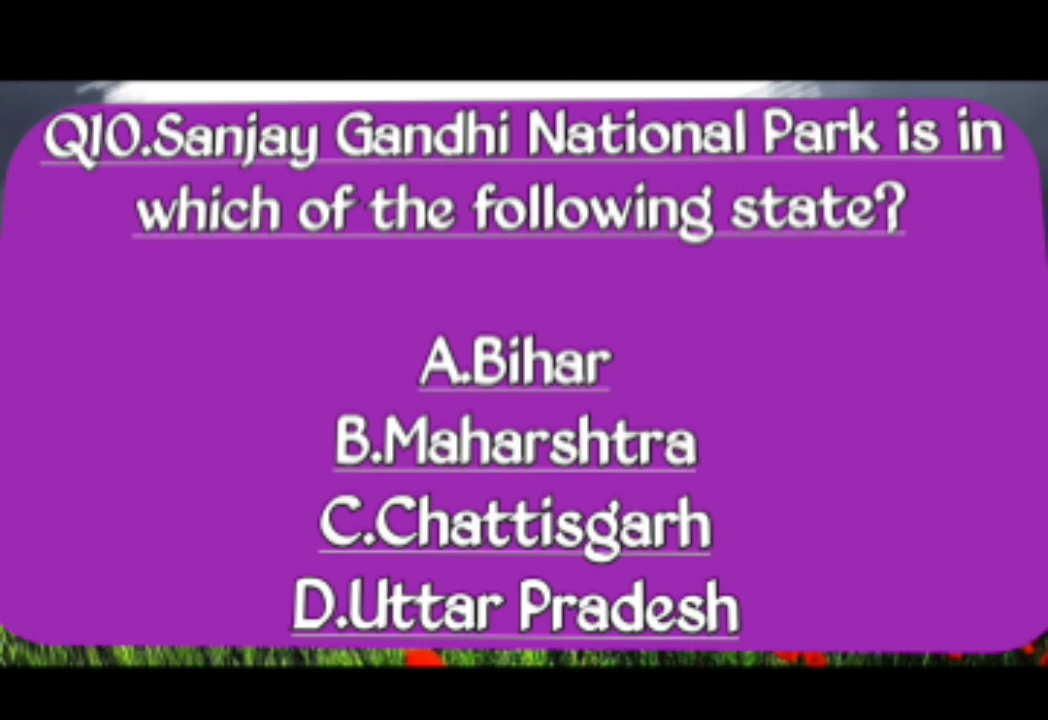 Q10.Sanjay Gandhi National Park is in
which of the following state?
A.Bihar
B.Maharshtra
C.Chattisgarh
D.Uttar Pradesh